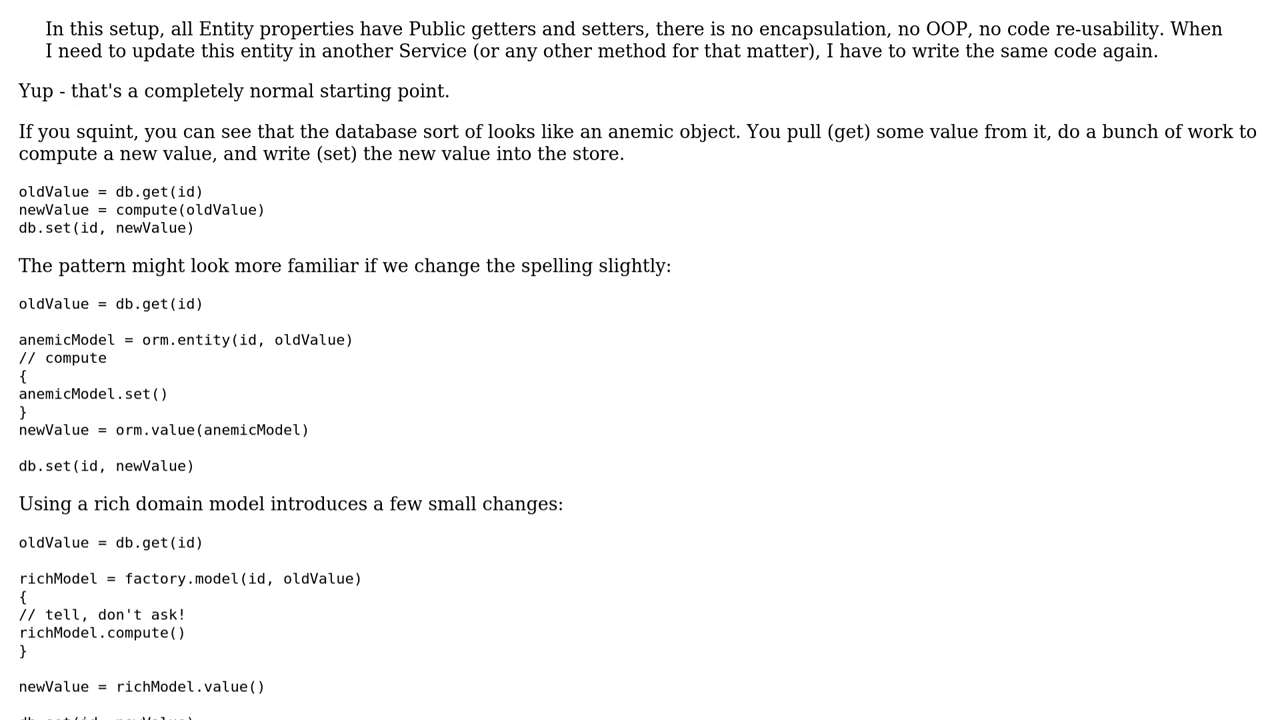 In this setup, all Entity properties have Public getters and setters, there is no encapsulation, no OOP, no code re-usability. When
I need to update this entity in another Service (or any other method for that matter), I have to write the same code again.
Yup - that's a completely normal starting point.
If you squint, you can see that the database sort of looks like an anemic object. You pull (get) some value from it, do a bunch of work to
compute a new value, and write (set) the new value into the store.
oldValue = db.get(id)
newValue = compute(oldValue)
db.set(id, newValue)
The pattern might look more familiar if we change the spelling slightly:
oldValue = db.get(id)
anemicModel = orm.entity(id, oldValue)
// compute
{
anemicModel.set()
}
newValue = orm.value(anemicModel)
db.set(id, newValue)
Using a rich domain model introduces a few small changes:
oldValue = db.get(id)
richModel = factory.model(id, oldValue)
{
// tell, don't ask!
richModel.compute()
}
newValue = richModel.value()